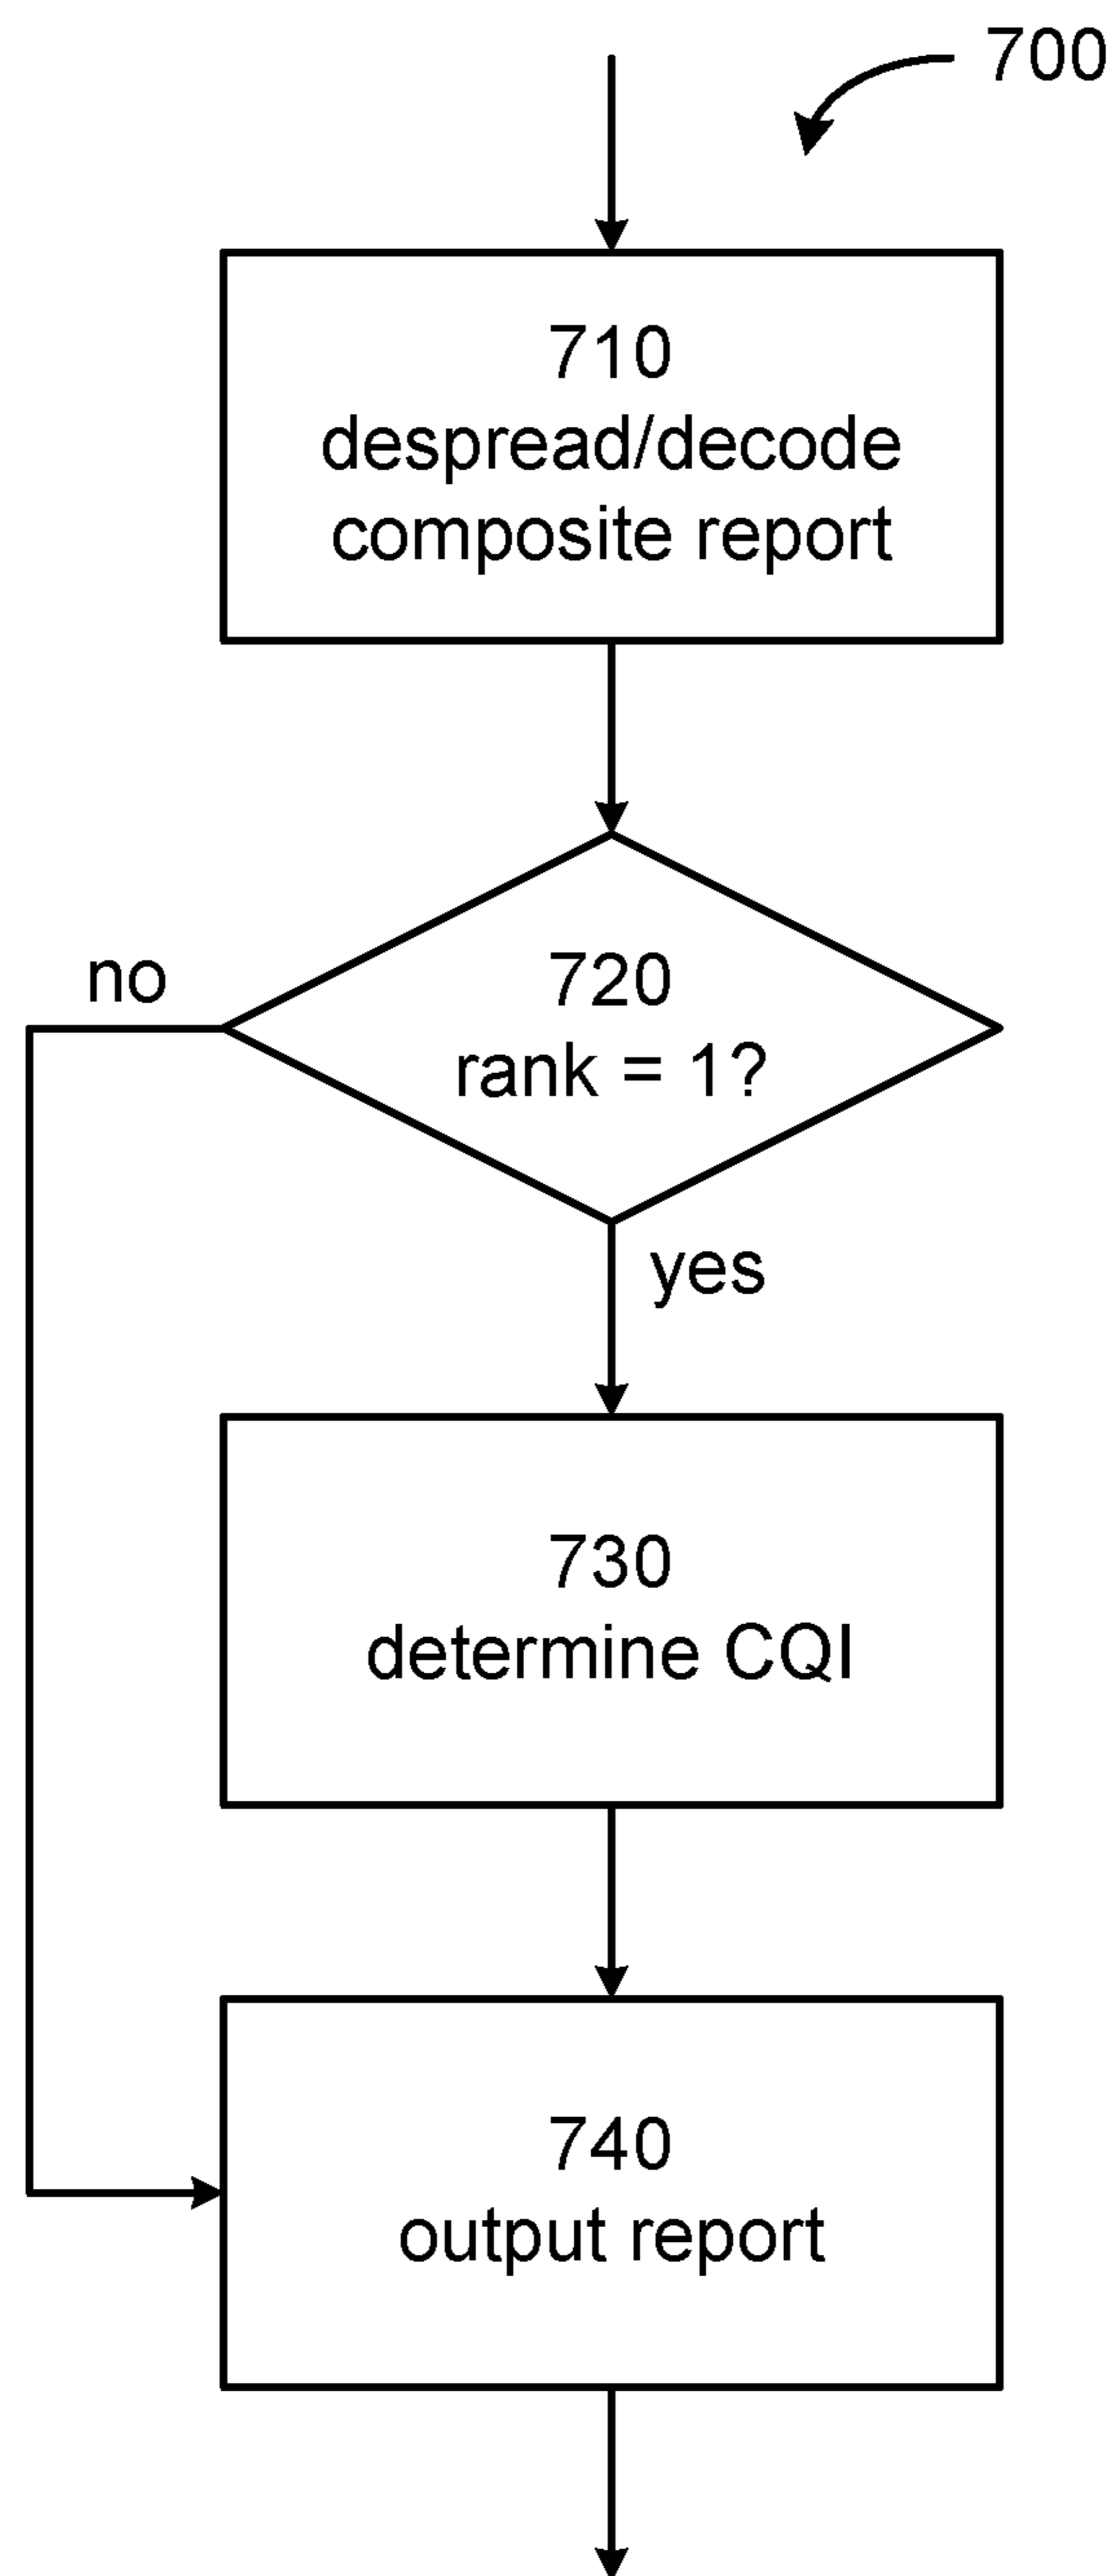 700
710
despread/decode
composite report
720
rank = 1?
no
yes
730
determine CQI
740
output report